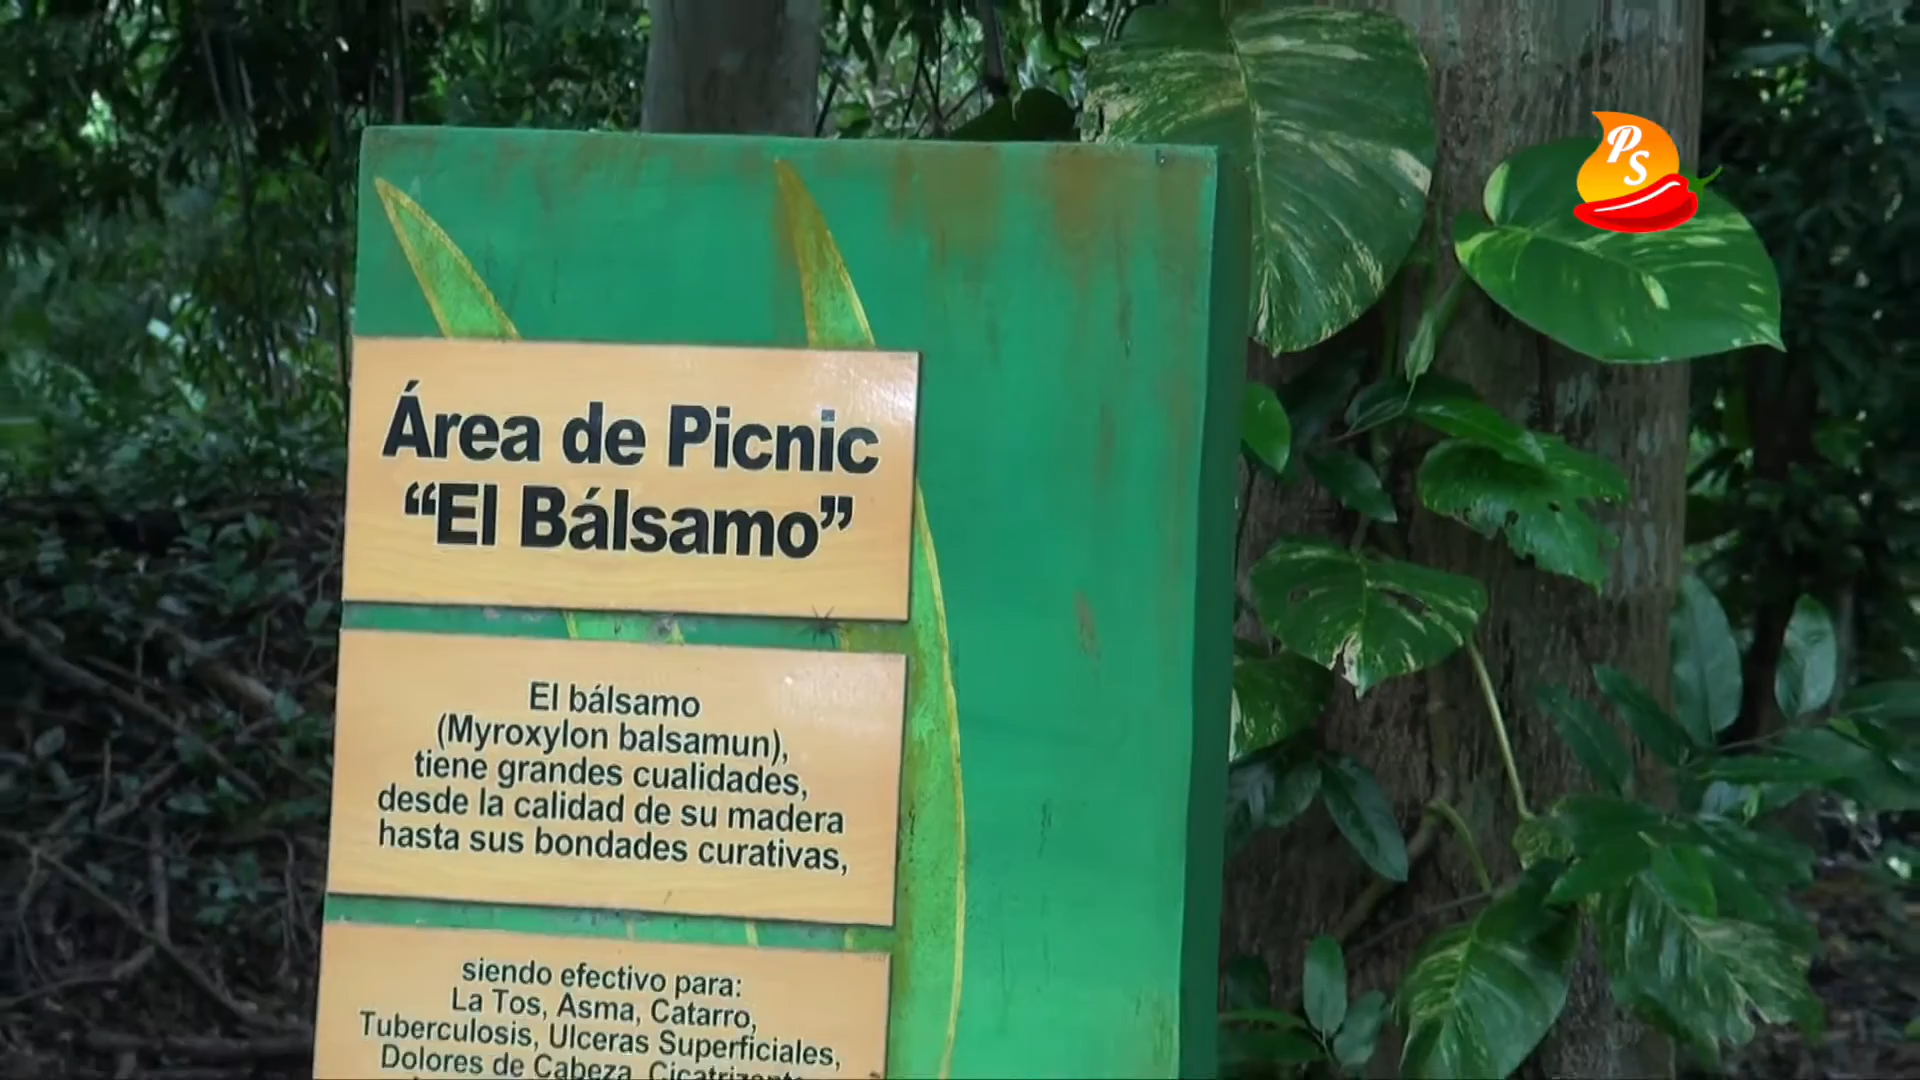 PS
Área de Picnic
“El Bálsamo”
El bálsamo
(Myroxylon balsamun),
tiene grandes cualidades,
desde la calidad de su madera
hasta sus bondades curativas,
siendo efectivo para:
La Tos, Asma, Catarro,
Tuberculosis, Ulceras Superficiales,
Dolores de Cabeza, Cicatrizante